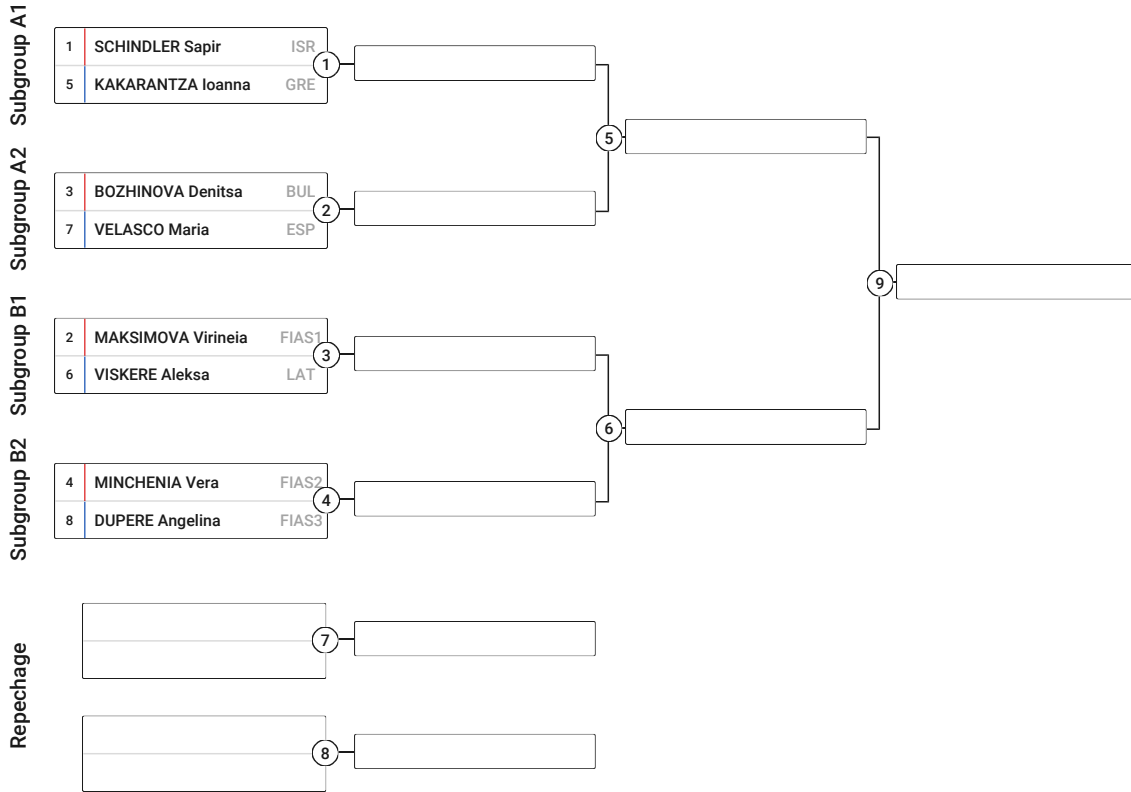 Subgroup A1
1 SCHINDLER Sapir ISR
5 KAKARANTZA Ioanna GRE
1
Subgroup A2
3 BOZHINOVA Denitsa BUL
7 VELASCO Maria ESP
2
5
Subgroup B1
2 MAKSIMOVA Virineia FIAS1
6 VISKERE Aleksa LAT
3
Subgroup B2
4 MINCHENIA Vera FIAS2
8 DUPERE Angelina FIAS3
4
6
9
Repechage
7
8